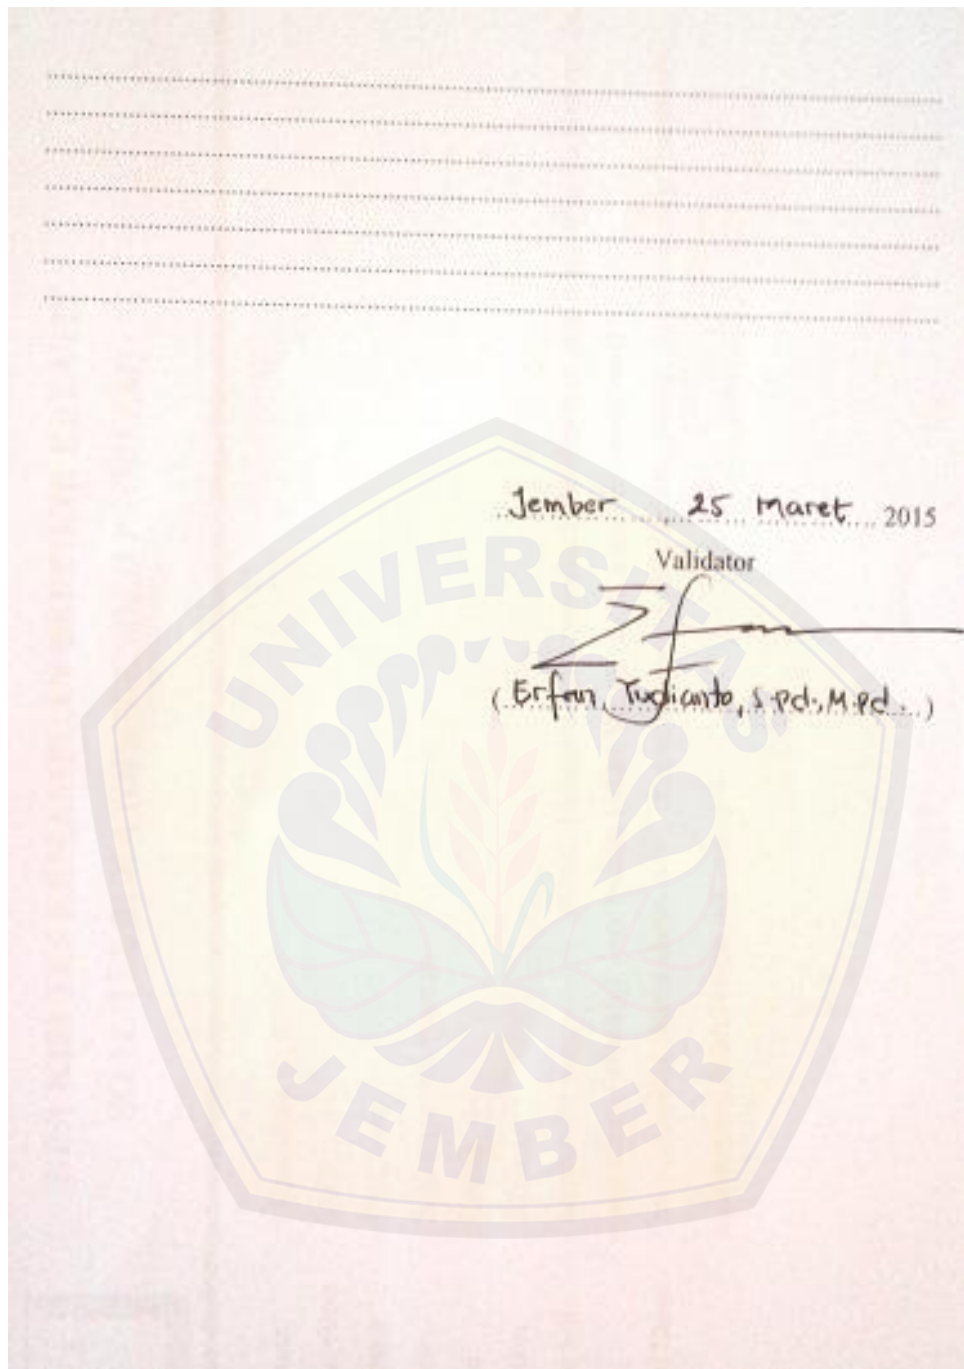 Jember, 25 Maret 2015
Validator
(Erfan Yudianto, S.Pd., M.Pd.)
UNIVERSITAS
JEMBER